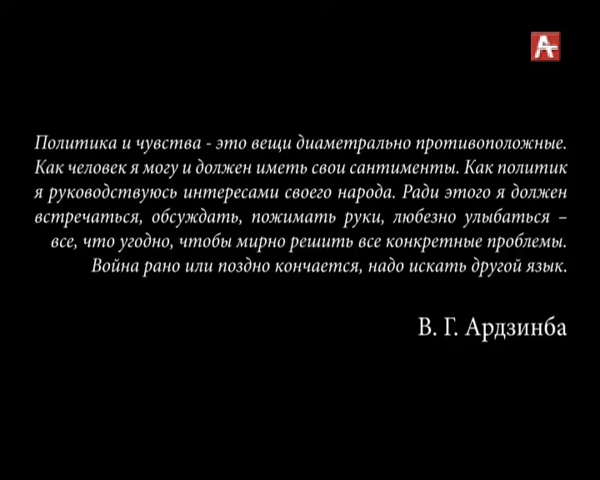 Политика и чувства - это вещи диаметрально противоположные.
Как человек я могу и должен иметь свои сантименты. Как политик
я руководствуюсь интересами своего народа. Ради этого я должен
встречаться, обсуждать, пожимать руки, любезно улыбаться –
все, что угодно, чтобы мирно решить все конкретные проблемы.
Война рано или поздно кончается, надо искать другой язык.
В. Г. Ардзинба